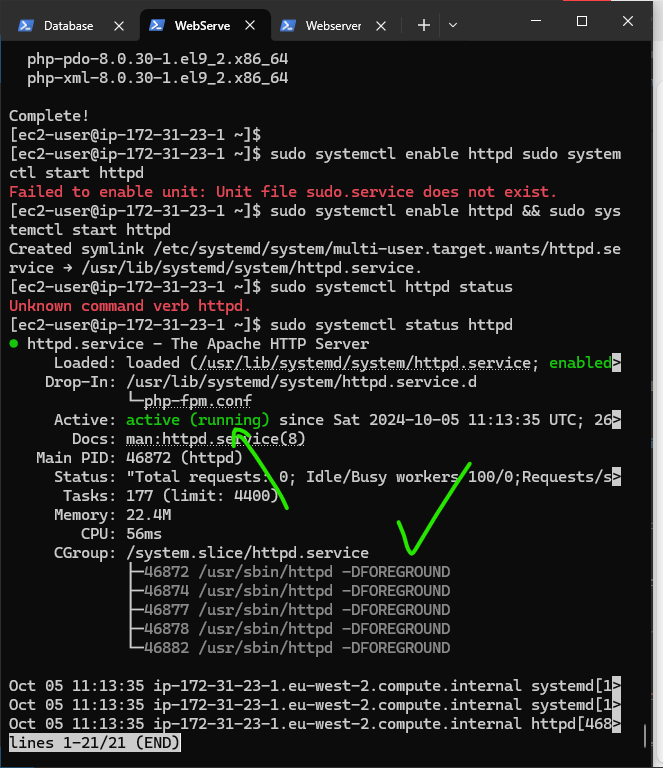 Database
WebServe
Webserver
php-pdo-8.0.30-1.el9_2.x86_64
php-xml-8.0.30-1.el9_2.x86_64
Complete!
[ec2-user@ip-172-31-23-1 ~]$
[ec2-user@ip-172-31-23-1 ~]$ sudo systemctl enable httpd sudo system
ctl start httpd
Failed to enable unit: Unit file sudo.service does not exist.
[ec2-user@ip-172-31-23-1 ~]$ sudo systemctl enable httpd && sudo sys
temctl start httpd
Created symlink /etc/systemd/system/multi-user.target.wants/httpd.se
rvice → /usr/lib/systemd/system/httpd.service.
[ec2-user@ip-172-31-23-1 ~]$ sudo systemctl httpd status
Unknown command verb httpd.
[ec2-user@ip-172-31-23-1 ~]$ sudo systemctl status httpd
● httpd.service - The Apache HTTP Server
Loaded: loaded (/usr/lib/systemd/system/httpd.service; enabled>
Drop-In: /usr/lib/systemd/system/httpd.service.d
└─php-fpm.conf
Active: active (running) since Sat 2024-10-05 11:13:35 UTC; 26>
Docs: man:httpd.service(8)
Main PID: 46872 (httpd)
Status: "Total requests: 0; Idle/Busy workers 100/0;Requests/s>
Tasks: 177 (limit: 4400)
Memory: 22.4M
CPU: 56ms
CGroup: /system.slice/httpd.service
├─46872 /usr/sbin/httpd -DFOREGROUND
├─46874 /usr/sbin/httpd -DFOREGROUND
├─46877 /usr/sbin/httpd -DFOREGROUND
├─46878 /usr/sbin/httpd -DFOREGROUND
└─46882 /usr/sbin/httpd -DFOREGROUND
Oct 05 11:13:35 ip-172-31-23-1.eu-west-2.compute.internal systemd[1>
Oct 05 11:13:35 ip-172-31-23-1.eu-west-2.compute.internal systemd[1>
Oct 05 11:13:35 ip-172-31-23-1.eu-west-2.compute.internal httpd[468>
lines 1-21/21 (END)